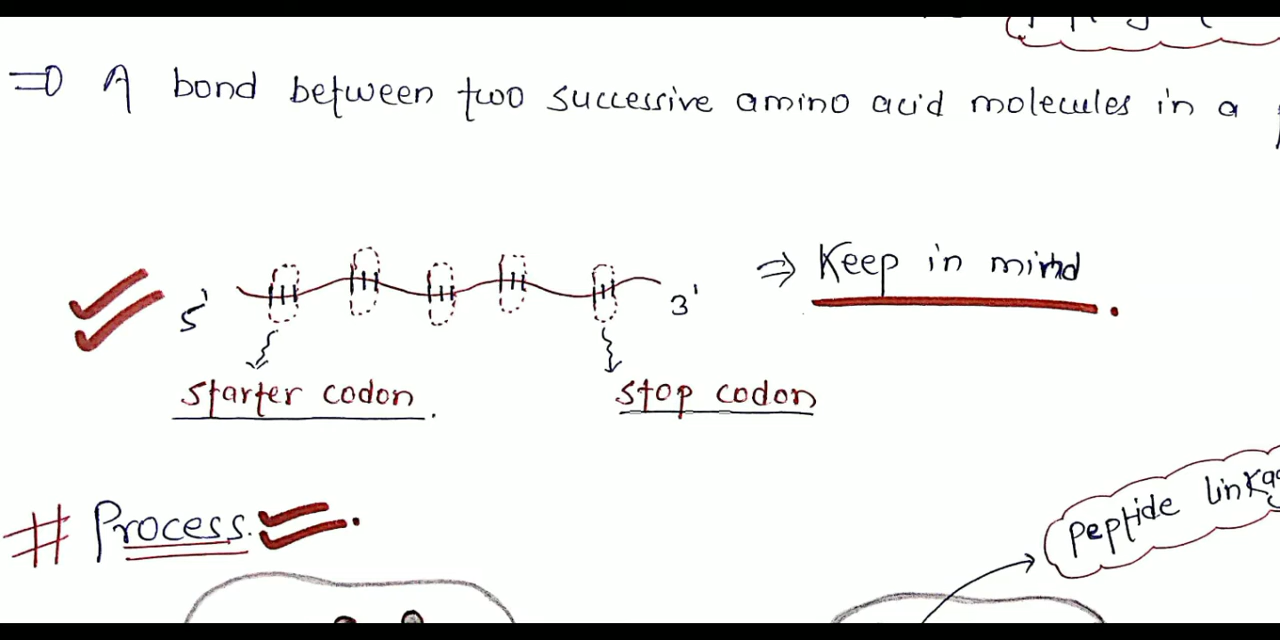 ⇒ A bond between two successive amino acid molecules in a
5' 3' ⇒ Keep in mind.
Starter codon. Stop codon
# Process.
Peptide